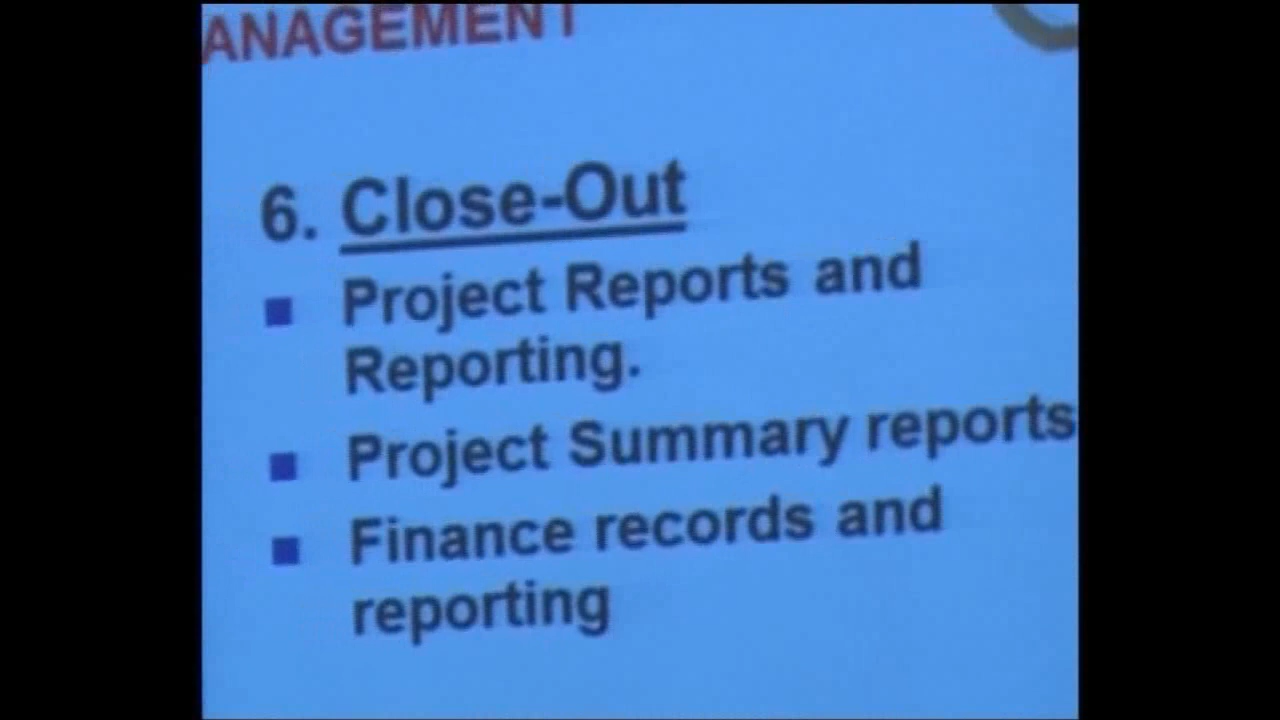 ANAGEMENT
6. Close-Out
■ Project Reports and
Reporting.
■ Project Summary reports
■ Finance records and
reporting